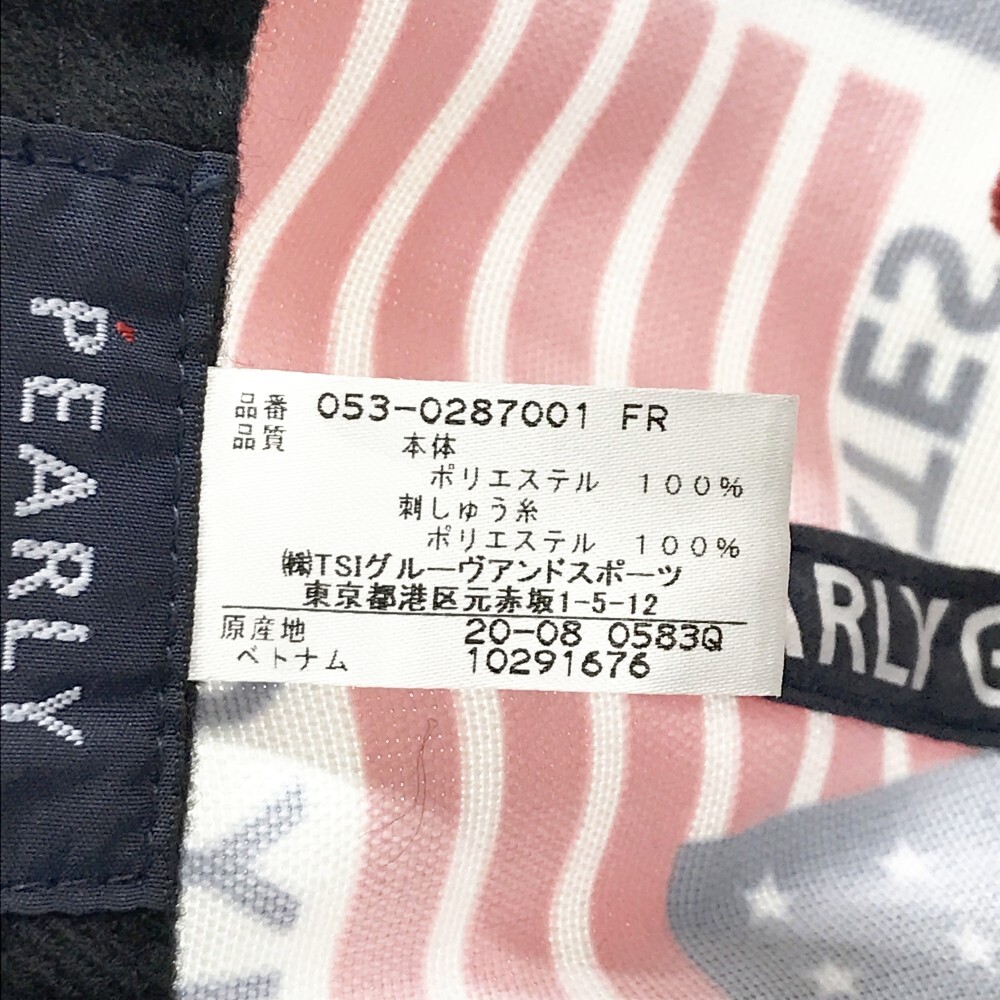 PEARLY
品番 053-0287001 FR
品質
本体
ポリエステル 100%
刺しゅう糸
ポリエステル 100%
㈱TSIグルーヴアンドスポーツ
東京都港区元赤坂1-5-12
原産地 20-08 0583Q
ベトナム 10291676
ARLY G